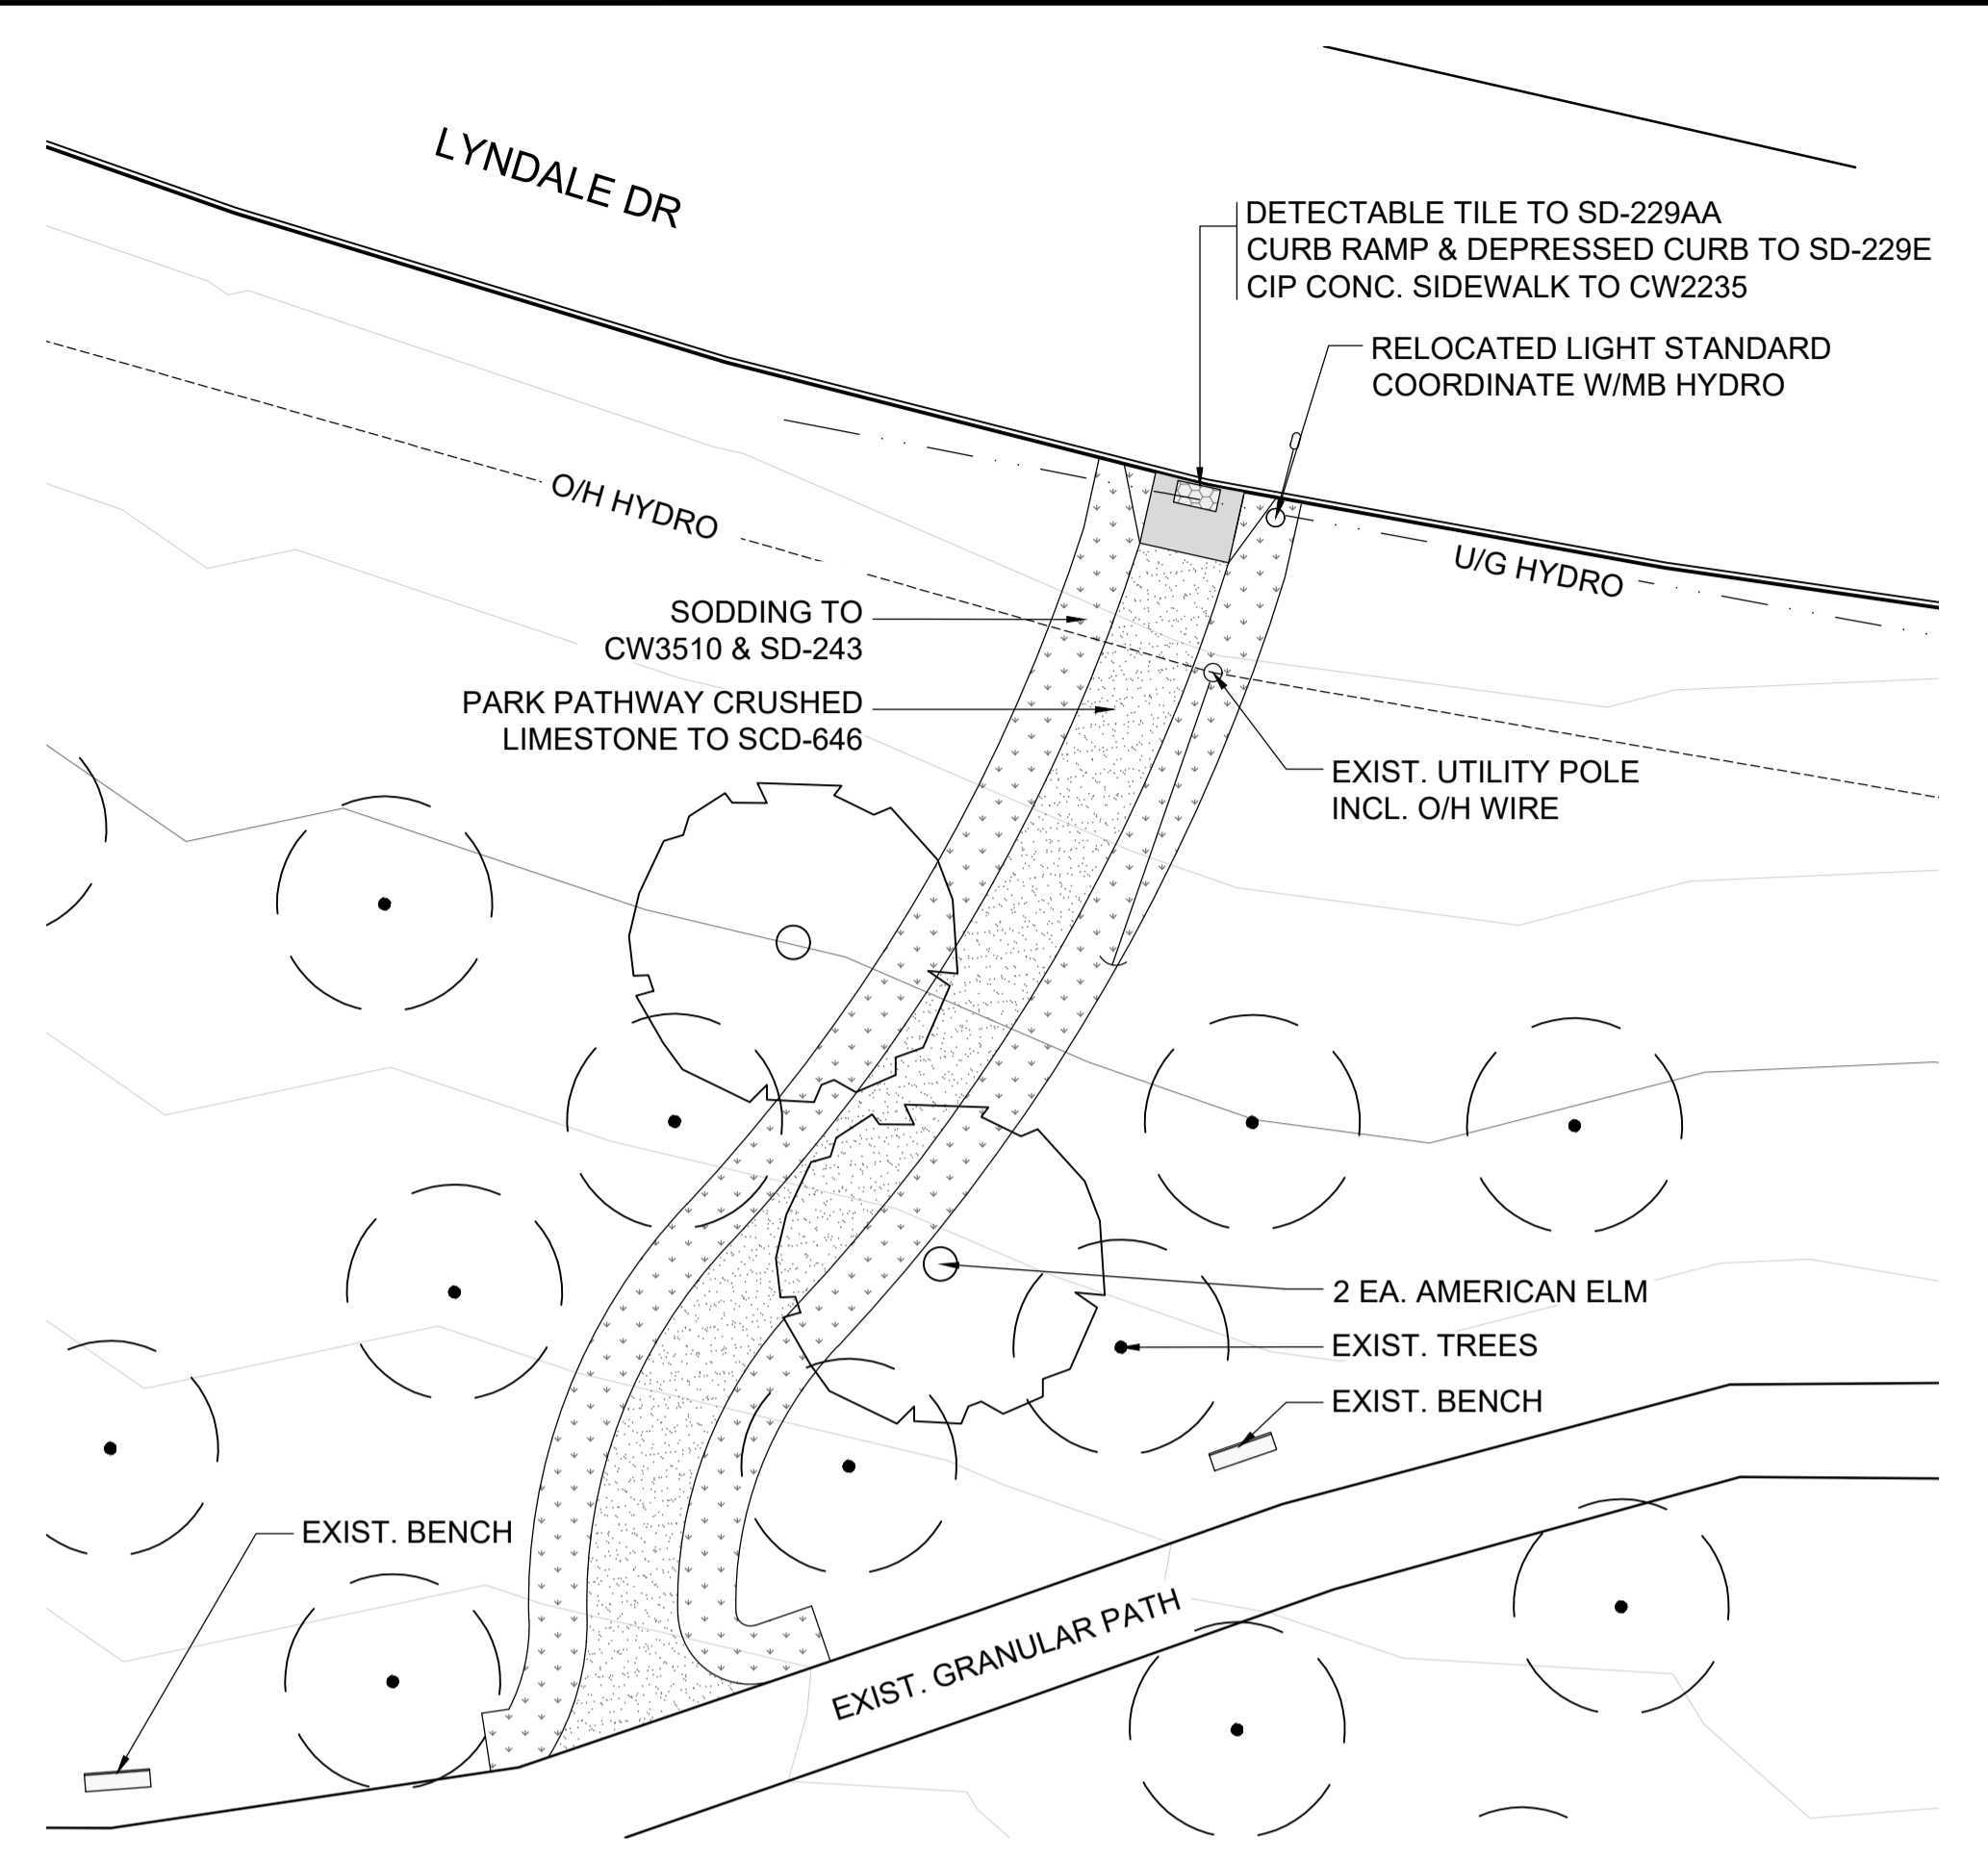 LYNDALE DR
DETECTABLE TILE TO SD-229AA
CURB RAMP & DEPRESSED CURB TO SD-229E
CIP CONC. SIDEWALK TO CW2235
RELOCATED LIGHT STANDARD
COORDINATE W/MB HYDRO
O/H HYDRO
U/G HYDRO
SODDING TO
CW3510 & SD-243
PARK PATHWAY CRUSHED
LIMESTONE TO SCD-646
EXIST. UTILITY POLE
INCL. O/H WIRE
2 EA. AMERICAN ELM
EXIST. TREES
EXIST. BENCH
EXIST. BENCH
EXIST. GRANULAR PATH